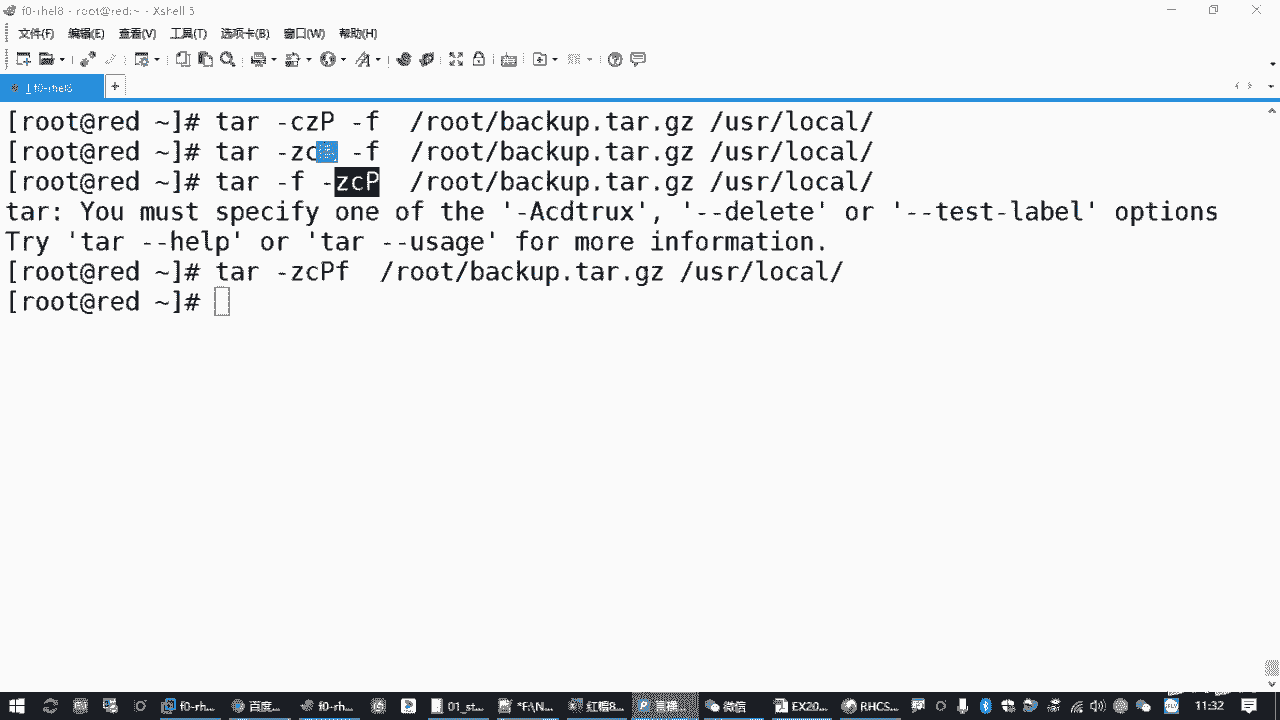 f0-rhel8 - root@red:~ - Xshell 5
文件(F) 编辑(E) 查看(V) 工具(T) 选项卡(B) 窗口(W) 帮助(H)
1 f0-rhel8 +
[root@red ~]# tar -czP -f /root/backup.tar.gz /usr/local/
[root@red ~]# tar -zc -f /root/backup.tar.gz /usr/local/
[root@red ~]# tar -f -zcP /root/backup.tar.gz /usr/local/
tar: You must specify one of the '-Acdtrux', '--delete' or '--test-label' options
Try 'tar --help' or 'tar --usage' for more information.
[root@red ~]# tar -zcPf /root/backup.tar.gz /usr/local/
[root@red ~]#
f0-rh... 百度... f0-rh... 01_st... 红帽8... 微信 EX20... RHCS... 11:32